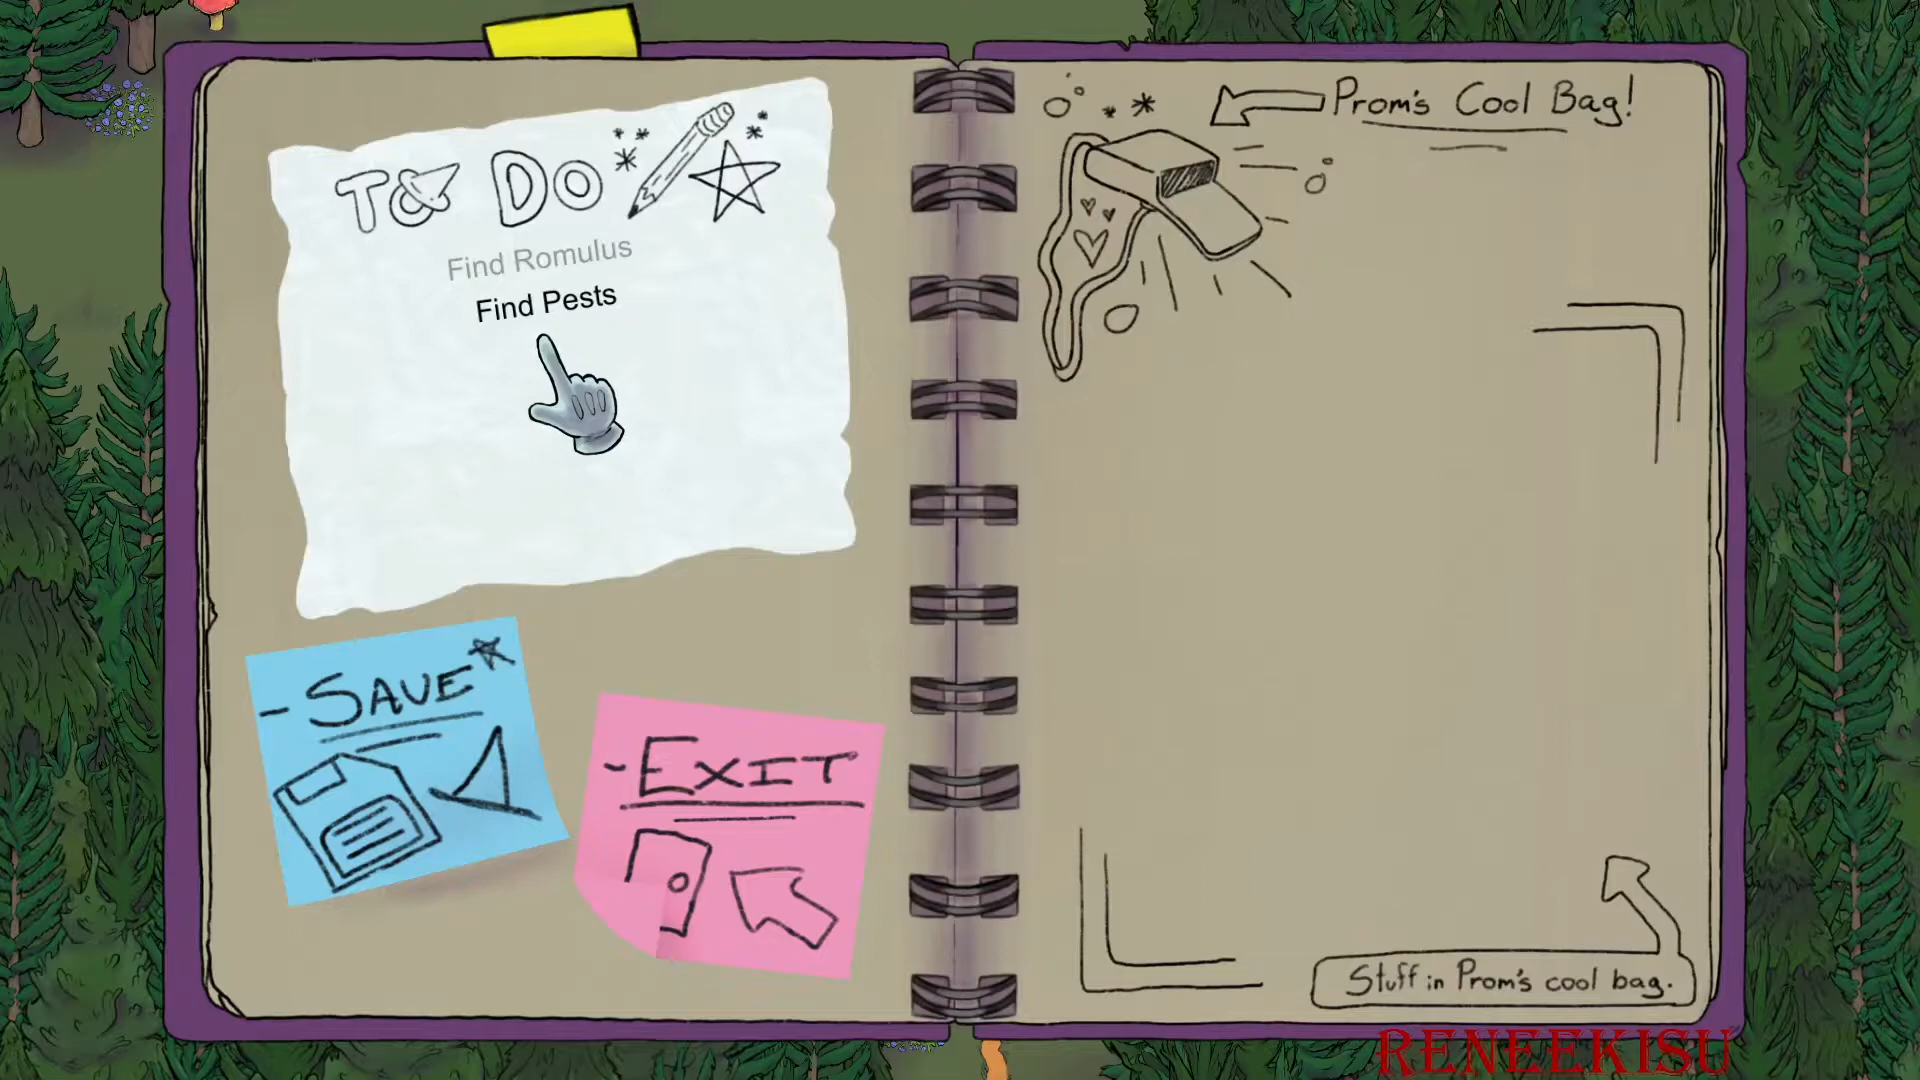 To Do
Find Romulus
Find Pests
- SAVE
- EXIT
Prom's Cool Bag!
Stuff in Prom's cool bag.
RENEEKISU